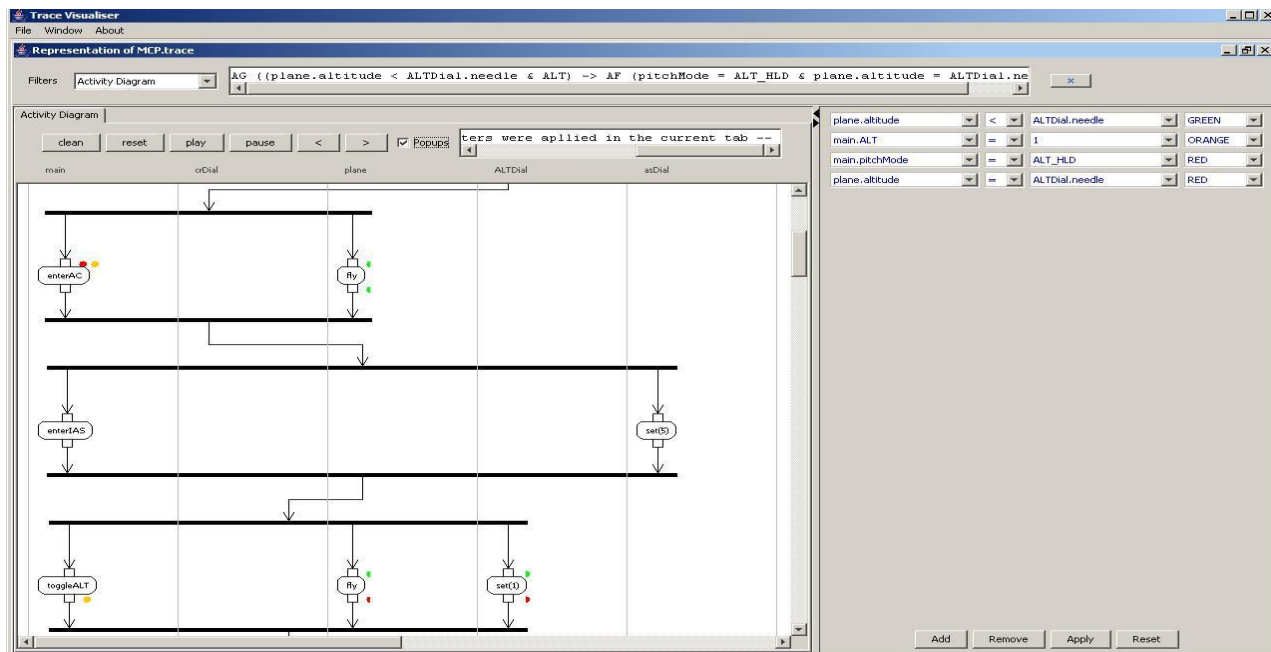 Trace Visualiser
File Window About
Representation of MCP.trace
Filters Activity Diagram AG ((plane.altitude < ALTDial.needle & ALT) -> AF (pitchMode = ALT_HLD & plane.altitude = ALTDial.ne ×
Activity Diagram
clean reset play pause < > Popups ters were apllied in the current tab --
main crDial plane ALTDial asDial
enterAC fly
enterIAS set(5)
toggleALT fly set(1)
plane.altitude < ALTDial.needle GREEN
main.ALT = 1 ORANGE
main.pitchMode = ALT_HLD RED
plane.altitude = ALTDial.needle RED
Add Remove Apply Reset